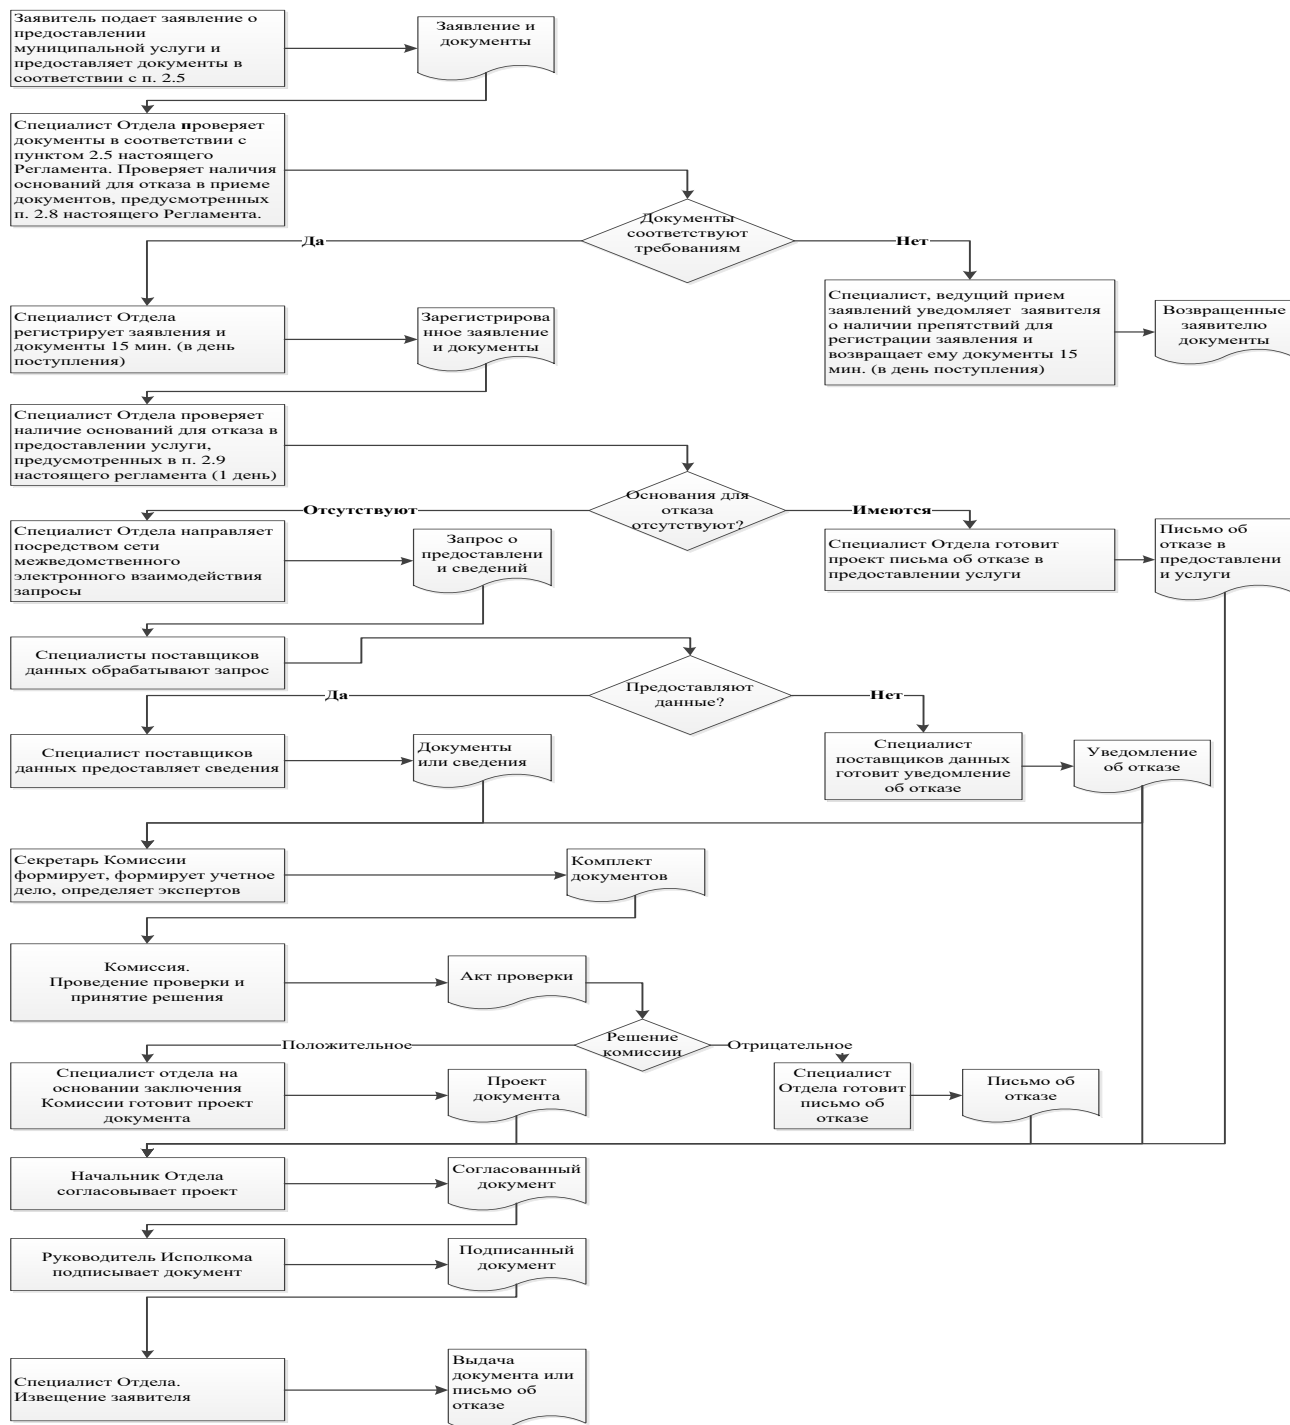 Заявитель подает заявление о
предоставлении
муниципальной услуги и
предоставляет документы в
соответствии с п. 2.5
Заявление и
документы
Специалист Отдела проверяет
документы в соответствии с
пунктом 2.5 настоящего
Регламента. Проверяет наличия
оснований для отказа в приеме
документов, предусмотренных
п. 2.8 настоящего Регламента.
Документы
соответствуют
требованиям
Да
Нет
Специалист Отдела
регистрирует заявления и
документы 15 мин. (в день
поступления)
Зарегистрирова
нное заявление
и документы
Специалист, ведущий прием
заявлений уведомляет заявителя
о наличии препятствий для
регистрации заявления и
возвращает ему документы 15
мин. (в день поступления)
Возвращенные
заявителю
документы
Специалист Отдела проверяет
наличие оснований для отказа в
предоставлении услуги,
предусмотренных в п. 2.9
настоящего регламента (1 день)
Основания для
отказа
отсутствуют?
Отсутствуют
Имеются
Специалист Отдела направляет
посредством сети
межведомственного
электронного взаимодействия
запросы
Запрос о
предоставлени
и сведений
Специалист Отдела готовит
проект письма об отказе в
предоставлении услуги
Письмо об
отказе в
предоставлени
и услуги
Специалисты поставщиков
данных обрабатывают запрос
Предоставляют
данные?
Да
Нет
Специалист поставщиков
данных предоставляет сведения
Документы
или сведения
Специалист
поставщиков данных
готовит уведомление
об отказе
Уведомление
об отказе
Секретарь Комиссии
формирует, формирует учетное
дело, определяет экспертов
Комплект
документов
Комиссия.
Проведение проверки и
принятие решения
Акт проверки
Решение
комиссии
Положительное
Отрицательное
Специалист отдела на
основании заключения
Комиссии готовит проект
документа
Проект
документа
Специалист
Отдела готовит
письмо об
отказе
Письмо об
отказе
Начальник Отдела
согласовывает проект
Согласованный
документ
Руководитель Исполкома
подписывает документ
Подписанный
документ
Специалист Отдела.
Извещение заявителя
Выдача
документа или
письмо об
отказе